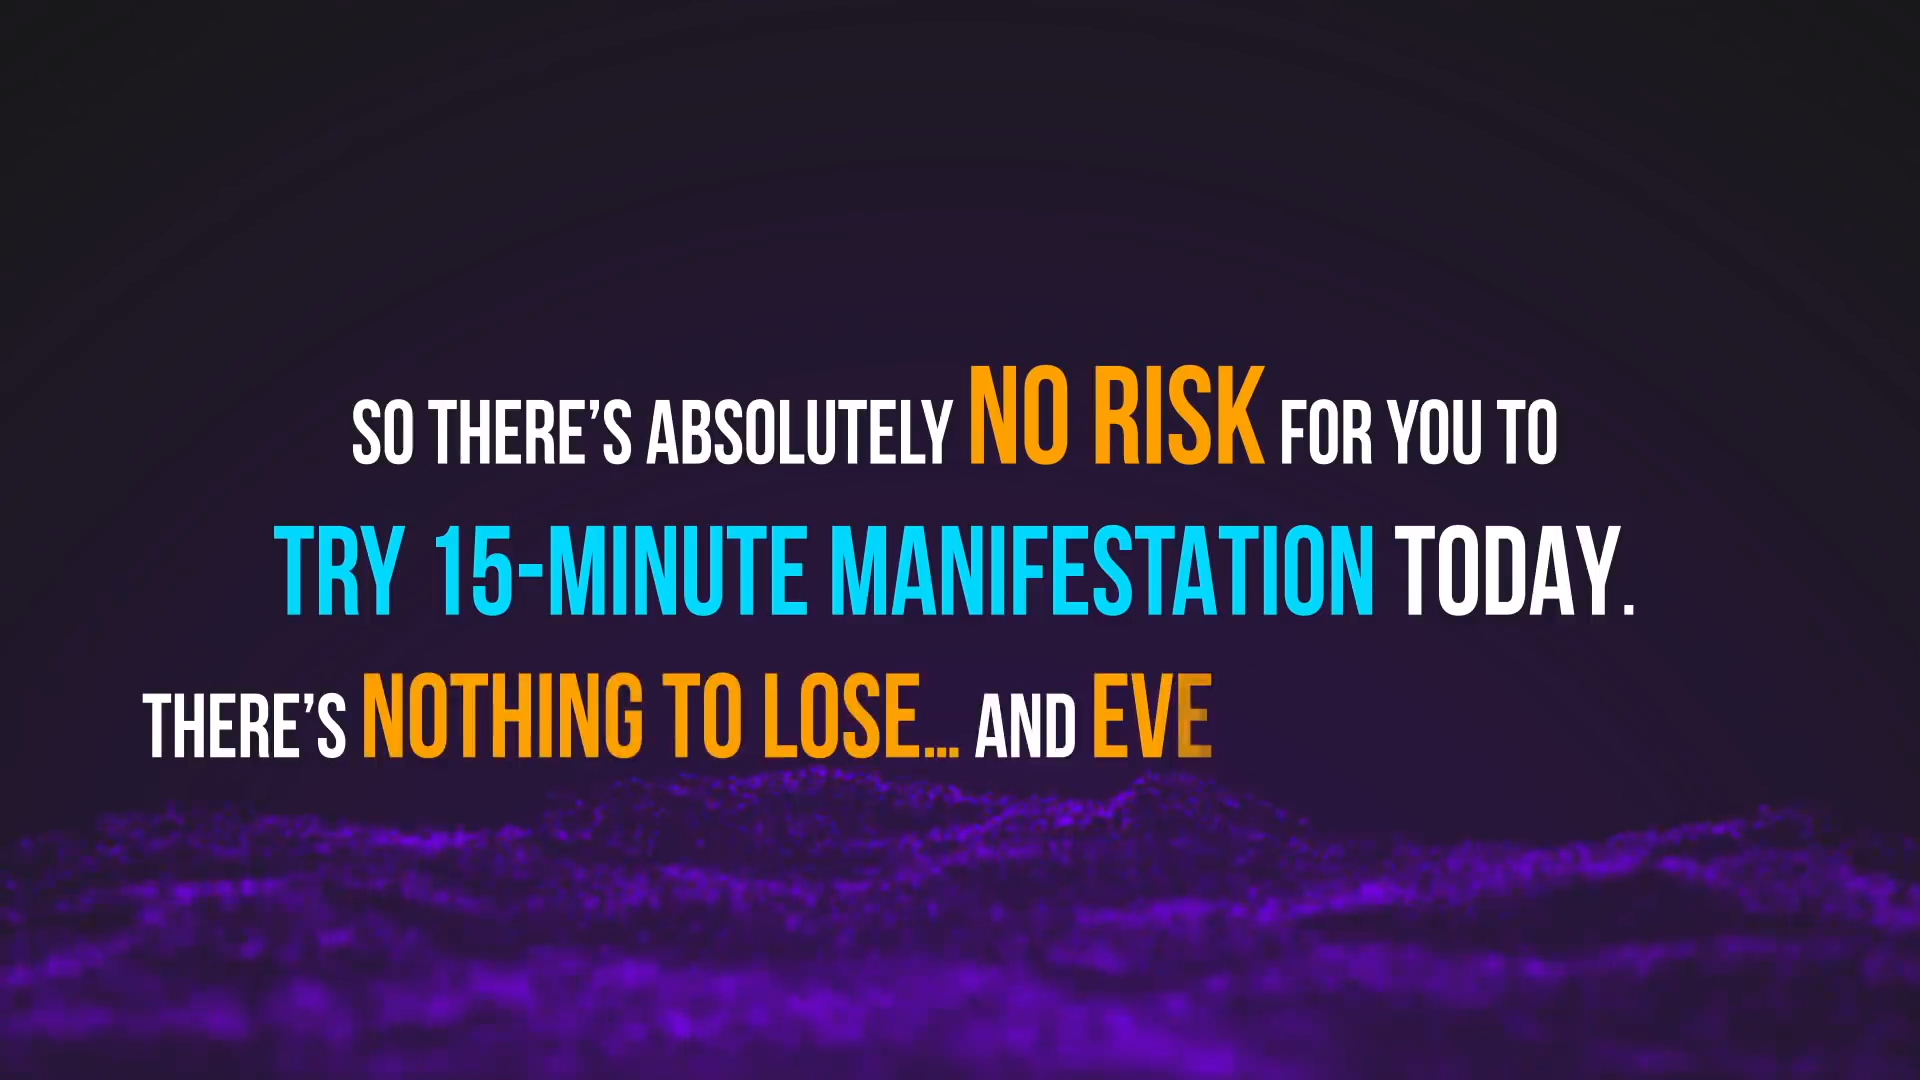 SO THERE'S ABSOLUTELY NO RISK FOR YOU TO
TRY 15-MINUTE MANIFESTATION TODAY.
THERE'S NOTHING TO LOSE... AND EVE